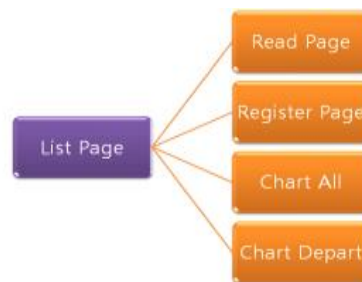 Read Page
Register Page
List Page
Chart All
Chart Depart